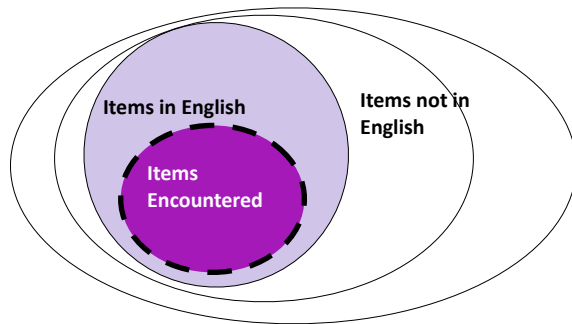 Items in English
Items not in
English
Items
Encountered